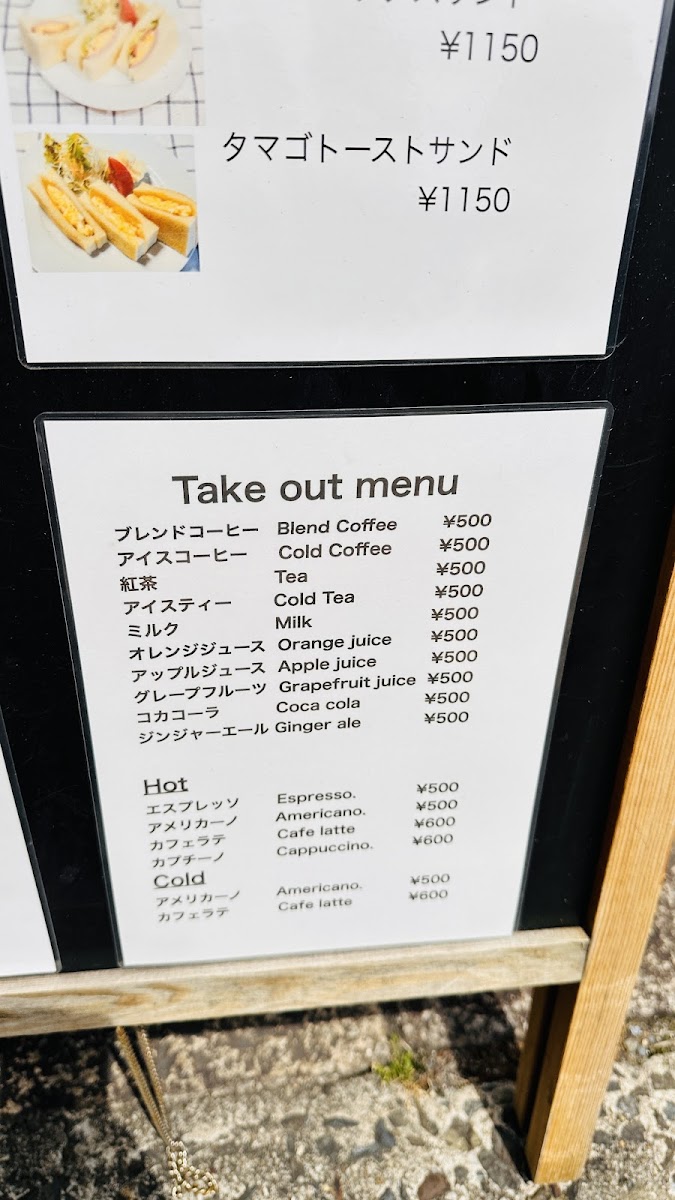 ¥1150
タマゴトーストサンド
¥1150
Take out menu
ブレンドコーヒー Blend Coffee ¥500
アイスコーヒー Cold Coffee ¥500
紅茶 Tea ¥500
アイスティー Cold Tea ¥500
ミルク Milk ¥500
オレンジジュース Orange juice ¥500
アップルジュース Apple juice ¥500
グレープフルーツ Grapefruit juice ¥500
コカコーラ Coca cola ¥500
ジンジャーエール Ginger ale ¥500
Hot
エスプレッソ Espresso. ¥500
アメリカーノ Americano. ¥500
カフェラテ Cafe latte ¥600
カプチーノ Cappuccino. ¥600
Cold
アメリカーノ Americano. ¥500
カフェラテ Cafe latte ¥600